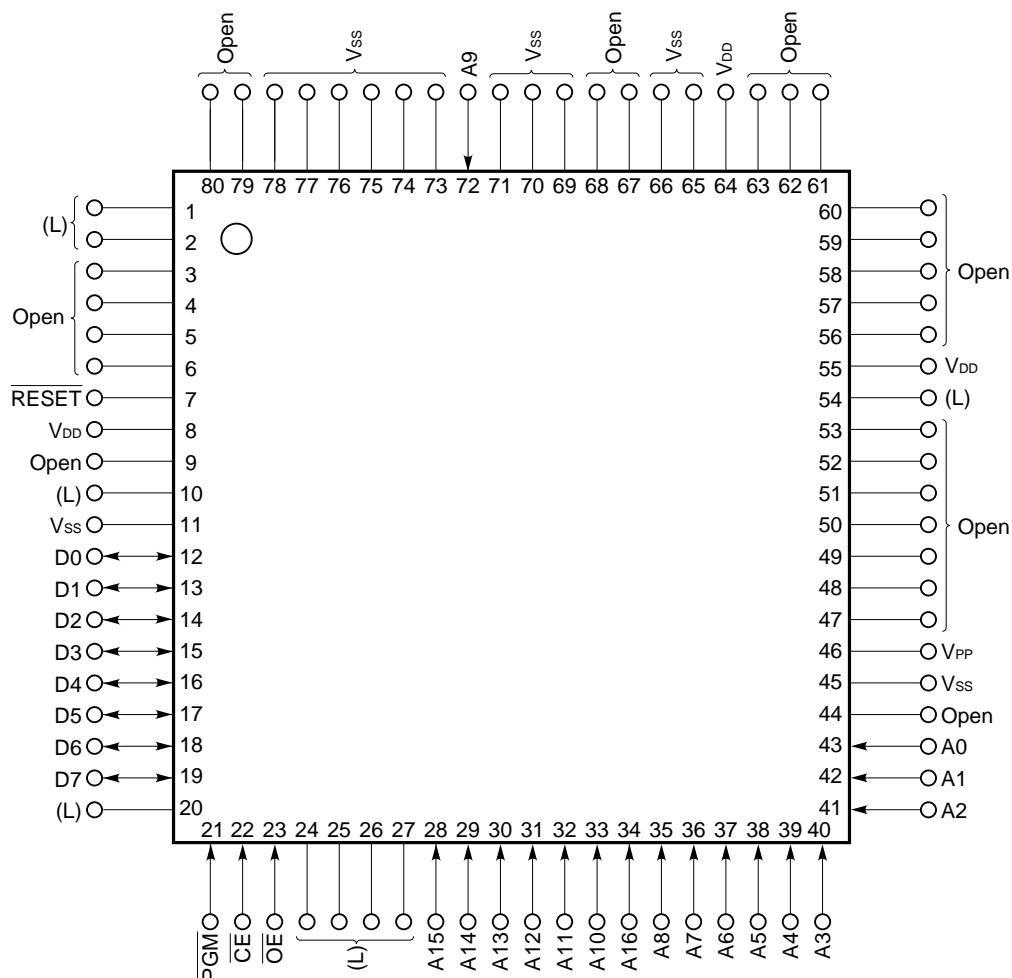 Open
VSS
A9
VSS
Open
VSS
VDD
Open
80 79 78 77 76 75 74 73 72 71 70 69 68 67 66 65 64 63 62 61
(L)
1
2
Open
3
4
5
6
RESET 7
VDD 8
Open 9
(L) 10
VSS 11
D0 12
D1 13
D2 14
D3 15
D4 16
D5 17
D6 18
D7 19
(L) 20
60
59
58 Open
57
56
55 VDD
54 (L)
53
52
51
50 Open
49
48
47
46 VPP
45 VSS
44 Open
43 A0
42 A1
41 A2
21 22 23 24 25 26 27 28 29 30 31 32 33 34 35 36 37 38 39 40
PGM
CE
OE
(L)
A15
A14
A13
A12
A11
A10
A16
A8
A7
A6
A5
A4
A3